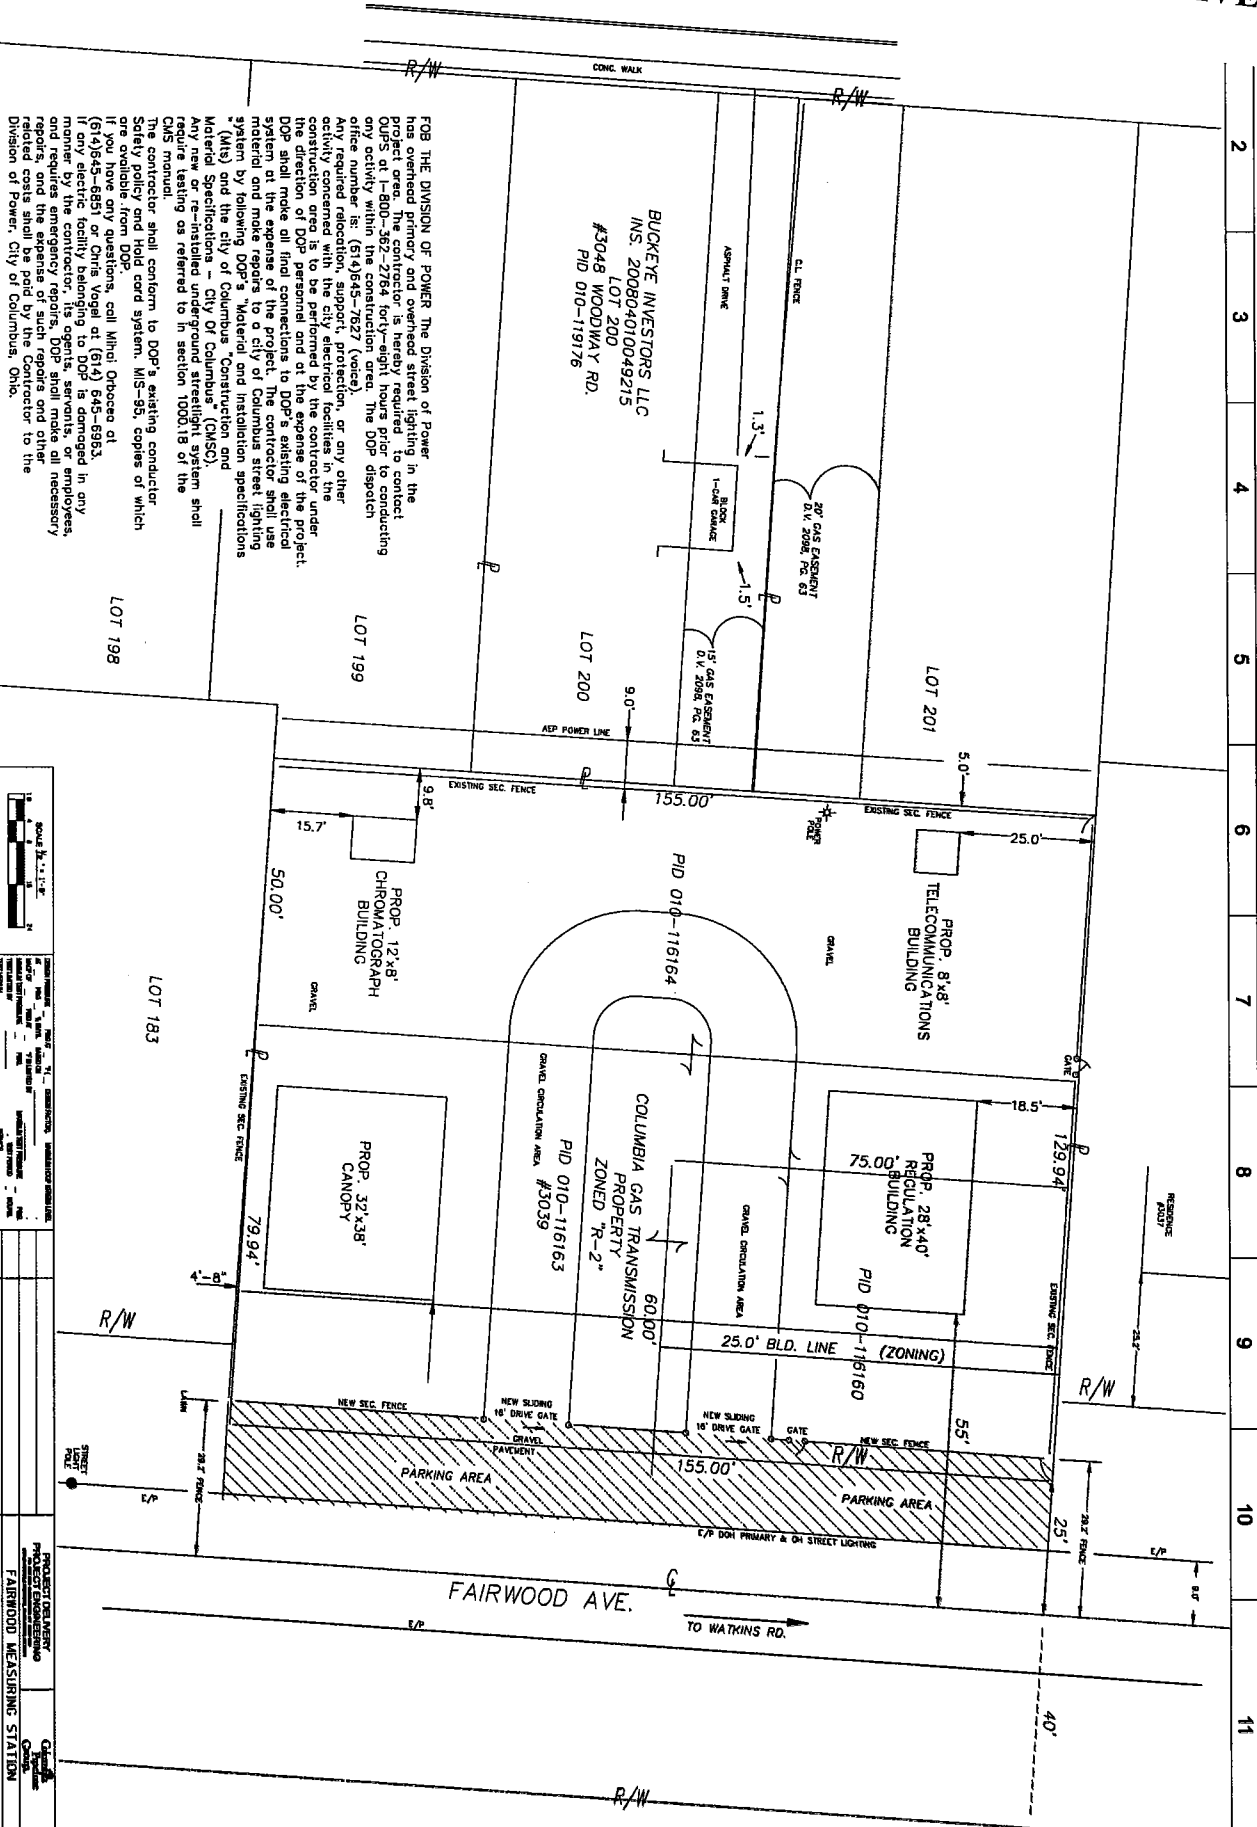 2
3
4
5
6
7
8
9
10
11
R/W
CONC. WALK
R/W
FOB THE DIVISION OF POWER The Division of Power
has overhead primary and overhead street lighting in the
project area. The contractor is hereby required to contact
OUPS at 1-800-362-2764 forty-eight hours prior to conducting
any activity within the construction area. The DOP dispatch
office number is: (614)645-7627 (voice).
Any required relocation, support, protection, or any other
activity concerned with the city electrical facilities in the
construction area is to be performed by the contractor under
the direction of DOP personnel and at the expense of the project.
DOP shall make all final connections to DOP's existing electrical
system at the expense of the project. The contractor shall use
material and make repairs to a city of Columbus street lighting
system by following DOP's "Material and Installation specifications
" (Mts) and the city of Columbus "Construction and
Material Specifications - City Of Columbus" (CMSC).
Any new or re-installed underground streetlight system shall
require testing as referred to in section 1000.18 of the
CMS manual.
The contractor shall conform to DOP's existing conductor
Safety policy and Hold card system. MIS-95, copies of which
are available from DOP.
If you have any questions, call Mihai Orbocea at
(614)645-6851 or Chris Vogel at (614) 645-6963.
If any electric facility belonging to DOP is damaged in any
manner by the contractor, its agents, servants, or employees,
and requires emergency repairs, DOP shall make all necessary
repairs, and the expense of such repairs and other
related costs shall be paid by the Contractor to the
Division of Power, City of Columbus, Ohio.
BUCKEYE INVESTORS LLC
INS. 200804010049215
LOT 200
#3048 WOODWAY RD.
PID 010-119176
ASPHALT DRIVE
C.L. FENCE
1.3'
BLOCK
1-CAR GARAGE
1.5'
20' GAS EASEMENT
D.V. 2098, PG. 63
15' GAS EASEMENT
D.V. 2098, PG. 63
LOT 201
LOT 200
LOT 199
LOT 198
9.0'
5.0'
AEP POWER LINE
EXISTING SEC. FENCE
155.00'
EXISTING SEC. FENCE
POWER
POLE
25.0'
9.8'
15.7'
50.00'
PROP. 12'x8'
CHROMATOGRAPH
BUILDING
PID 010-116164
PROP. 8'x8'
TELECOMMUNICATIONS
BUILDING
GRAVEL
GRAVEL
LOT 183
GATE
18.5'
129.94'
EXISTING SEC. FENCE
79.94'
4'-8"
PROP. 32'x38'
CANOPY
GRAVEL CIRCULATION AREA
PID 010-116163
#3039
COLUMBIA GAS TRANSMISSION
PROPERTY
ZONED "R-2"
60.00'
GRAVEL CIRCULATION AREA
75.00'
PROP. 28'x40'
REGULATION
BUILDING
PID 010-116160
25.0' BLD. LINE (ZONING)
EXISTING SEC. FENCE
RESIDENCE
#3037
R/W
R/W
NEW SEC. FENCE
NEW SLIDING
16' DRIVE GATE
NEW SLIDING
16' DRIVE GATE
GATE
NEW SEC. FENCE
GRAVEL
PAVEMENT
R/W
155.00'
PARKING AREA
PARKING AREA
55'
25'
E/P DOH PRIMARY & OH STREET LIGHTING
29.2' FENCE
29.2' FENCE
STREET
LIGHT
POLE
E/P
E/P
9.0'
FAIRWOOD AVE.
TO WATKINS RD.
E/P
40'
R/W
PROJECT DELIVERY
PROJECT ENGINEERING
FAIRWOOD MEASURING STATION
Columbia
Pipeline
Group